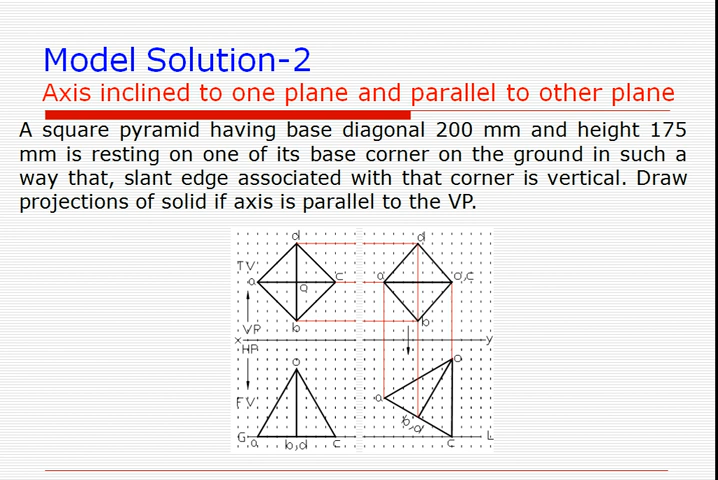 Model Solution-2
Axis inclined to one plane and parallel to other plane
A square pyramid having base diagonal 200 mm and height 175
mm is resting on one of its base corner on the ground in such a
way that, slant edge associated with that corner is vertical. Draw
projections of solid if axis is parallel to the VP.
d d
TV
a c a o,c
O
b b
VP
x y
HP
o o
FV a
b,d
G L
a b,d c c